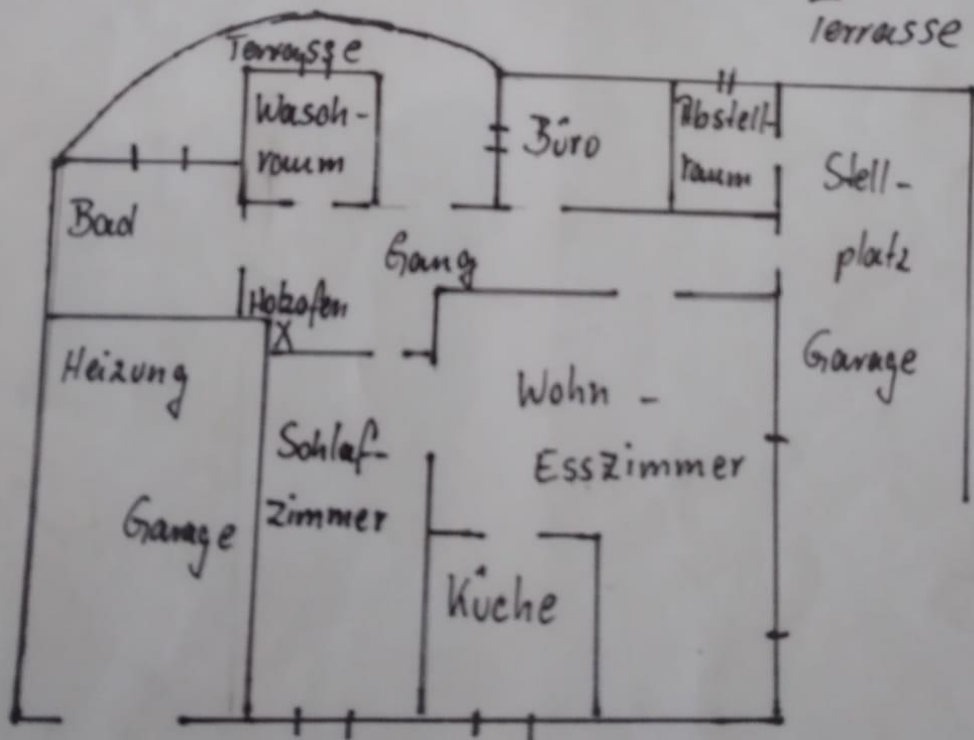 Terrasse
Terrasse
Wasch-
raum
Büro
Abstell-
raum
Stell-
platz
Garage
Bad
Gang
Holzofen
X
Heizung
Garage
Schlaf-
zimmer
Wohn -
Esszimmer
Küche